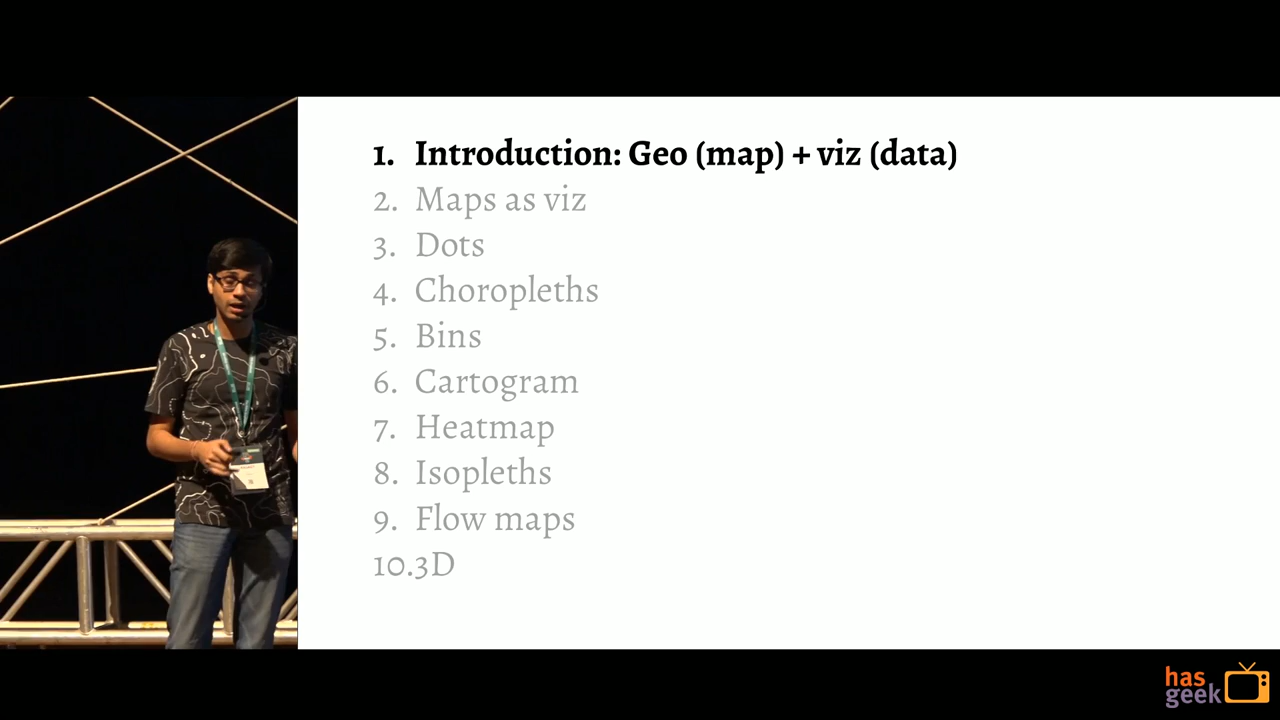 1. Introduction: Geo (map) + viz (data)
2. Maps as viz
3. Dots
4. Choropleths
5. Bins
6. Cartogram
7. Heatmap
8. Isopleths
9. Flow maps
10.3D
has
geek